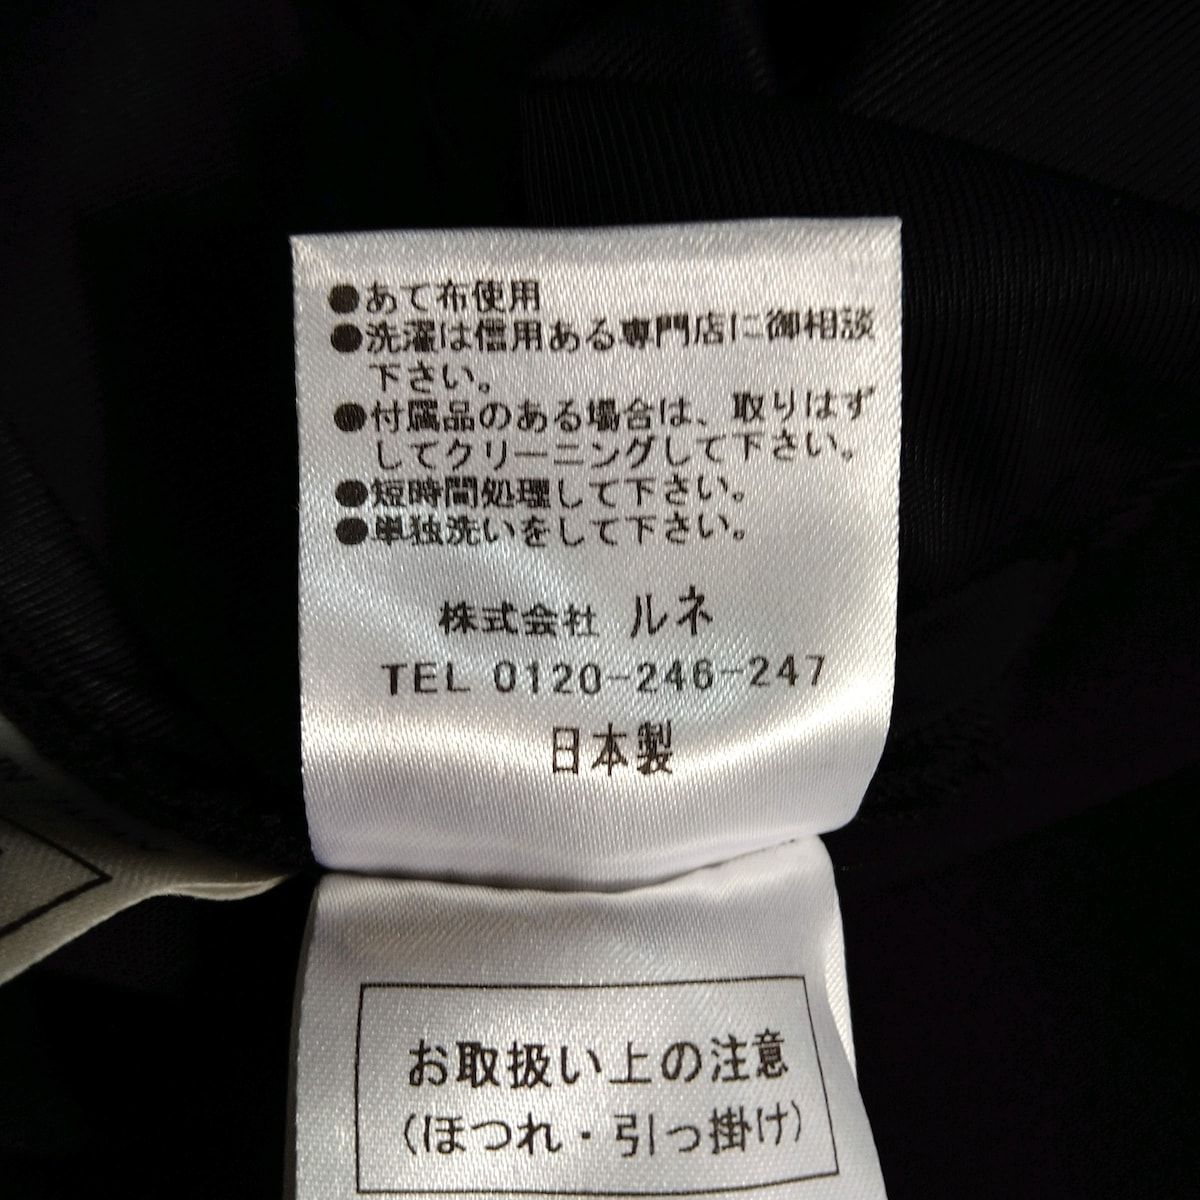 ●あて布使用
●洗濯は信用ある専門店に御相談
下さい。
●付属品のある場合は、取りはず
してクリーニングして下さい。
●短時間処理して下さい。
●単独洗いをして下さい。
株式会社 ルネ
TEL 0120-246-247
日本製
お取扱い上の注意
(ほつれ・引っ掛け)